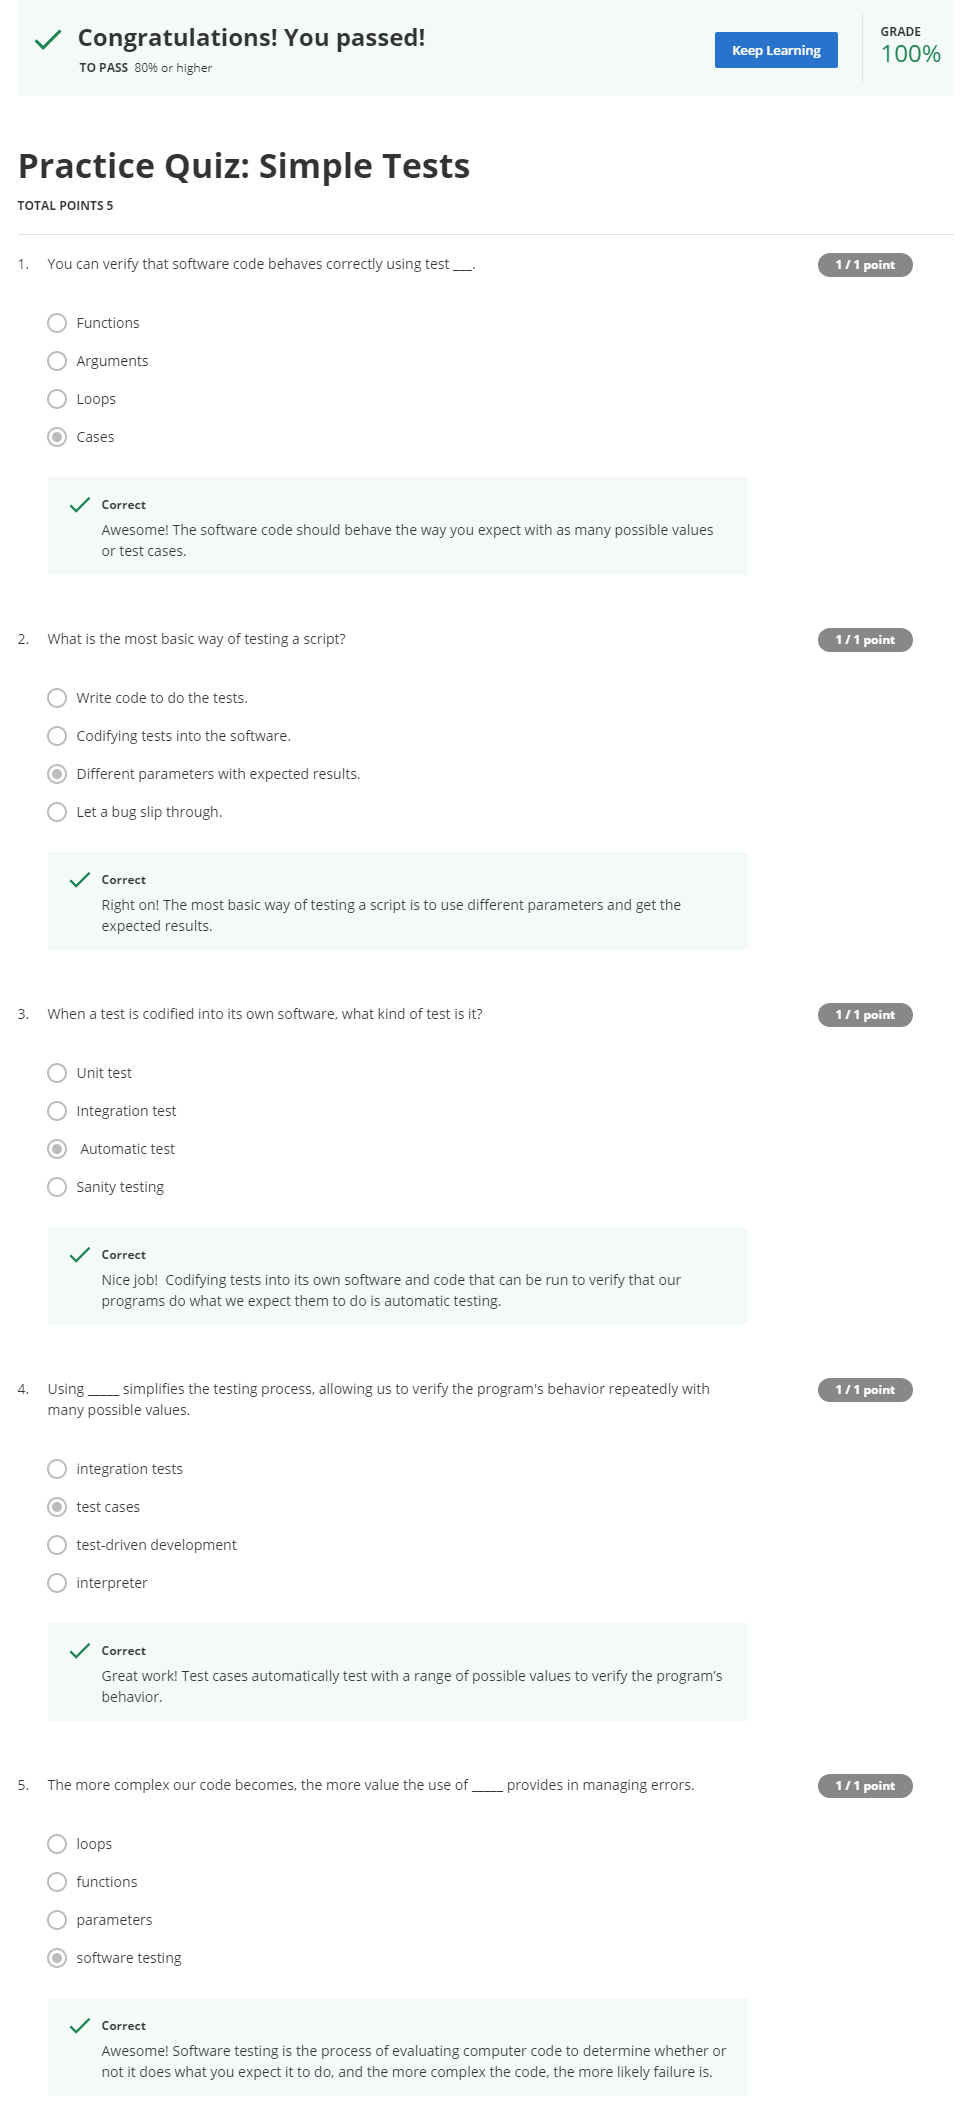 Congratulations! You passed!
TO PASS 80% or higher
Keep Learning
GRADE
100%
Practice Quiz: Simple Tests
TOTAL POINTS 5
1. You can verify that software code behaves correctly using test ___.
1 / 1 point
Functions
Arguments
Loops
Cases
Correct
Awesome! The software code should behave the way you expect with as many possible values
or test cases.
2. What is the most basic way of testing a script?
1 / 1 point
Write code to do the tests.
Codifying tests into the software.
Different parameters with expected results.
Let a bug slip through.
Correct
Right on! The most basic way of testing a script is to use different parameters and get the
expected results.
3. When a test is codified into its own software, what kind of test is it?
1 / 1 point
Unit test
Integration test
Automatic test
Sanity testing
Correct
Nice job!  Codifying tests into its own software and code that can be run to verify that our
programs do what we expect them to do is automatic testing.
4. Using _____ simplifies the testing process, allowing us to verify the program's behavior repeatedly with
many possible values.
1 / 1 point
integration tests
test cases
test-driven development
interpreter
Correct
Great work! Test cases automatically test with a range of possible values to verify the program’s
behavior.
5. The more complex our code becomes, the more value the use of _____ provides in managing errors.
1 / 1 point
loops
functions
parameters
software testing
Correct
Awesome! Software testing is the process of evaluating computer code to determine whether or
not it does what you expect it to do, and the more complex the code, the more likely failure is.